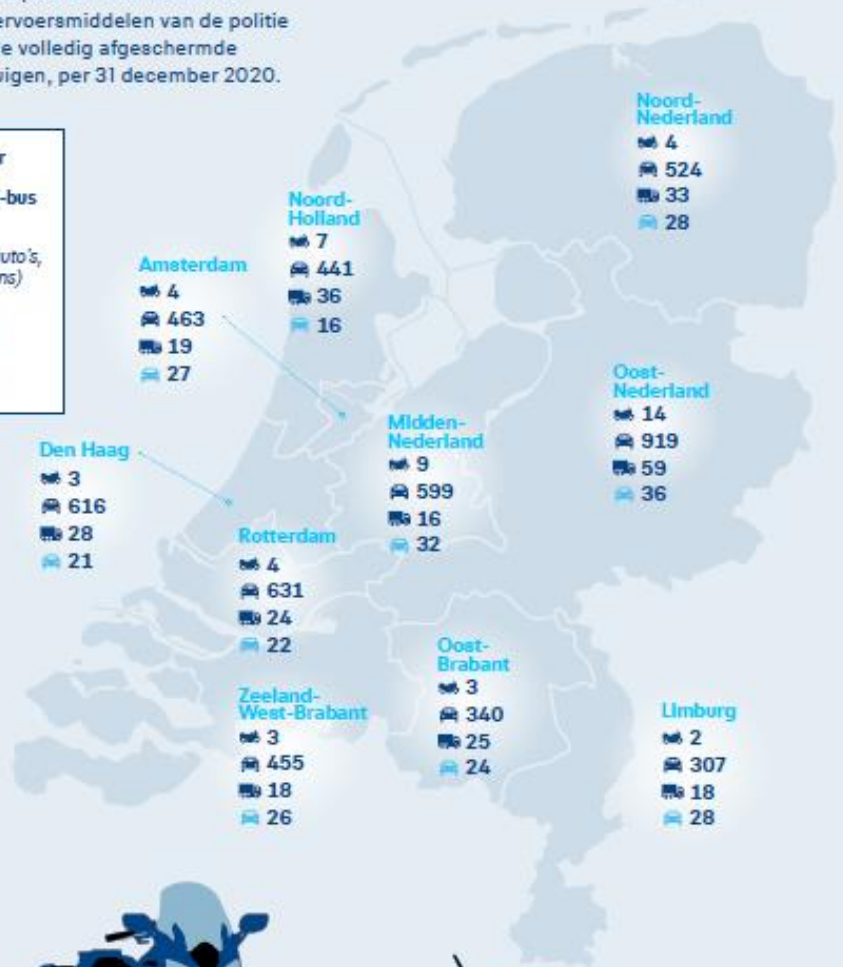 ervoersmiddelen van de politie
e volledig afgeschermde
uigen, per 31 december 2020.
r
-bus
uto's,
ns)
Noord-
Nederland
4
524
33
28
Noord-
Holland
7
441
36
16
Amsterdam
4
463
19
27
Oost-
Nederland
14
919
59
36
Midden-
Nederland
9
599
16
32
Den Haag
3
616
28
21
Rotterdam
4
631
24
22
Oost-
Brabant
3
340
25
24
Zeeland-
West-Brabant
3
455
18
26
Limburg
2
307
18
28